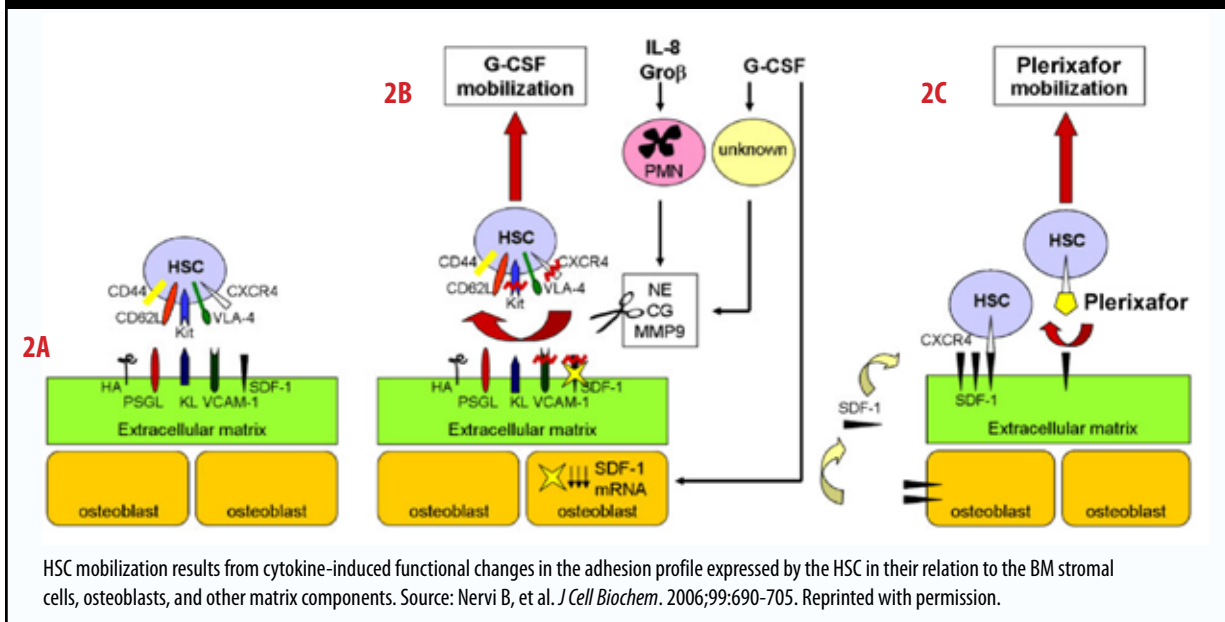 2A
HSC
CD44
CXCR4
CD62L
VLA-4
Kit
HA
SDF-1
PSGL KL VCAM-1
Extracellular matrix
osteoblast osteoblast
2B
G-CSF
mobilization
IL-8
Groβ
G-CSF
PMN
unknown
HSC
CD44
CXCR4
CD62L
VLA-4
Kit
NE
CG
MMP9
HA
SDF-1
PSGL KL VCAM-1
Extracellular matrix
SDF-1
mRNA
osteoblast osteoblast
2C
Plerixafor
mobilization
HSC
Plerixafor
HSC
CXCR4
SDF-1
SDF-1
Extracellular matrix
osteoblast osteoblast
HSC mobilization results from cytokine-induced functional changes in the adhesion profile expressed by the HSC in their relation to the BM stromal
cells, osteoblasts, and other matrix components. Source: Nervi B, et al. J Cell Biochem. 2006;99:690-705. Reprinted with permission.